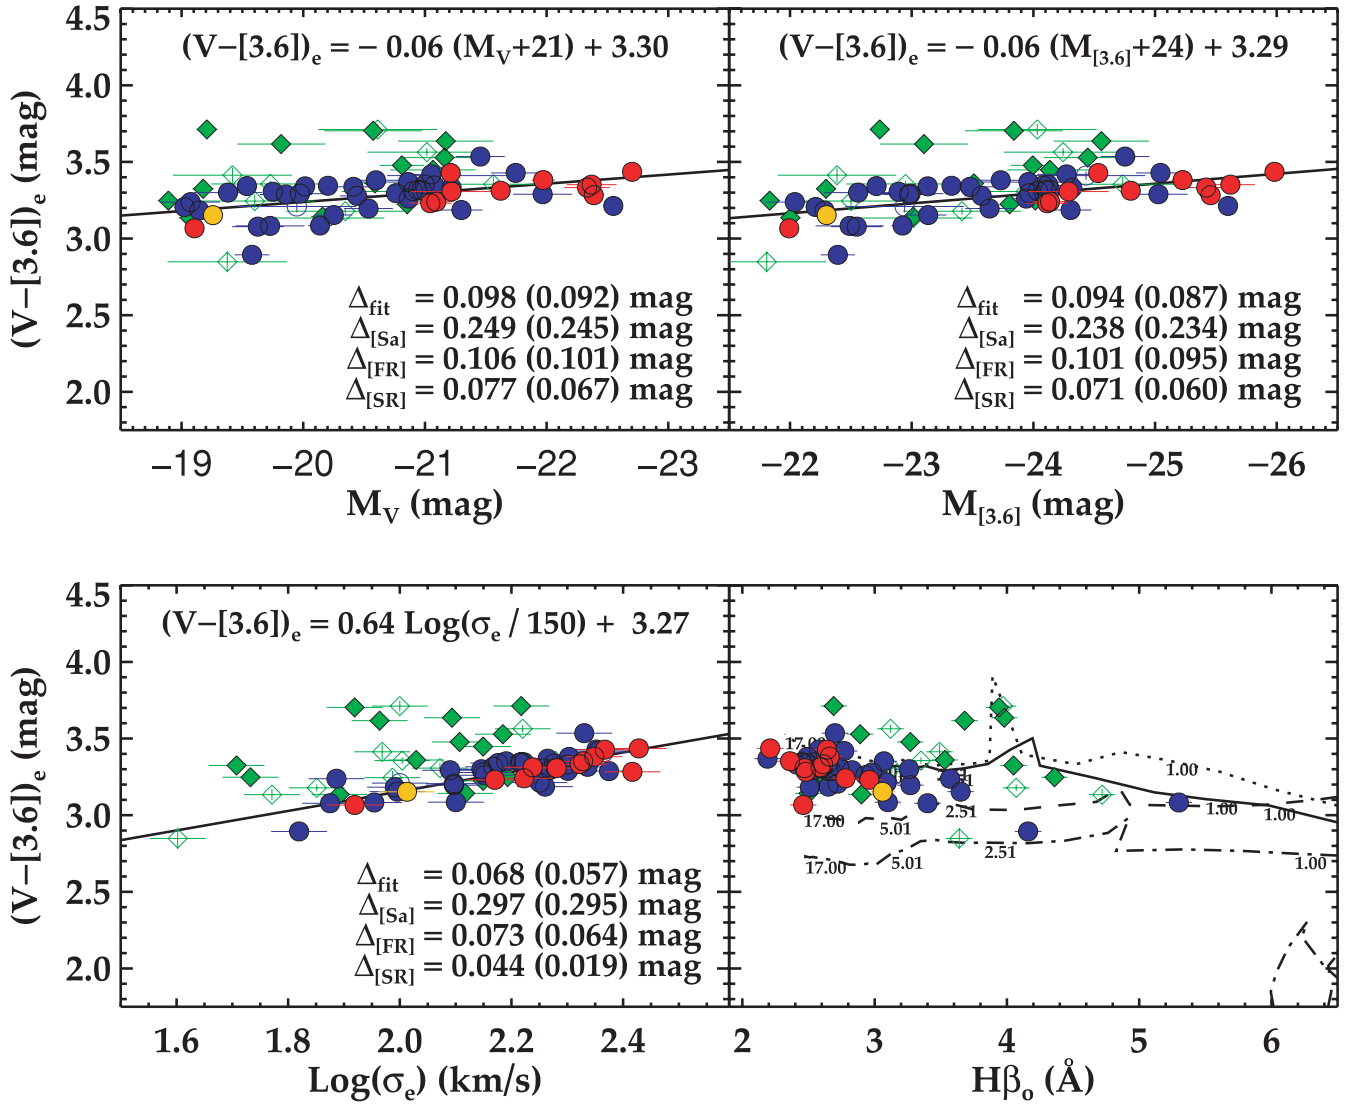 (V−[3.6])e = − 0.06 (MV+21) + 3.30
(V−[3.6])e = − 0.06 (M[3.6]+24) + 3.29
4.5
4.0
3.5
3.0
2.5
2.0
(V−[3.6])e (mag)
Δfit = 0.098 (0.092) mag
Δ[Sa] = 0.249 (0.245) mag
Δ[FR] = 0.106 (0.101) mag
Δ[SR] = 0.077 (0.067) mag
Δfit = 0.094 (0.087) mag
Δ[Sa] = 0.238 (0.234) mag
Δ[FR] = 0.101 (0.095) mag
Δ[SR] = 0.071 (0.060) mag
−19 −20 −21 −22 −23
MV (mag)
−22 −23 −24 −25 −26
M[3.6] (mag)
(V−[3.6])e = 0.64 Log(σe / 150) + 3.27
4.5
4.0
3.5
3.0
2.5
2.0
(V−[3.6])e (mag)
Δfit = 0.068 (0.057) mag
Δ[Sa] = 0.297 (0.295) mag
Δ[FR] = 0.073 (0.064) mag
Δ[SR] = 0.044 (0.019) mag
1.6 1.8 2.0 2.2 2.4
Log(σe) (km/s)
17.00
1.00
17.00 5.01 2.51 1.00 1.00
17.00 5.01 2.51 1.00
2 3 4 5 6
Hβo (Å)